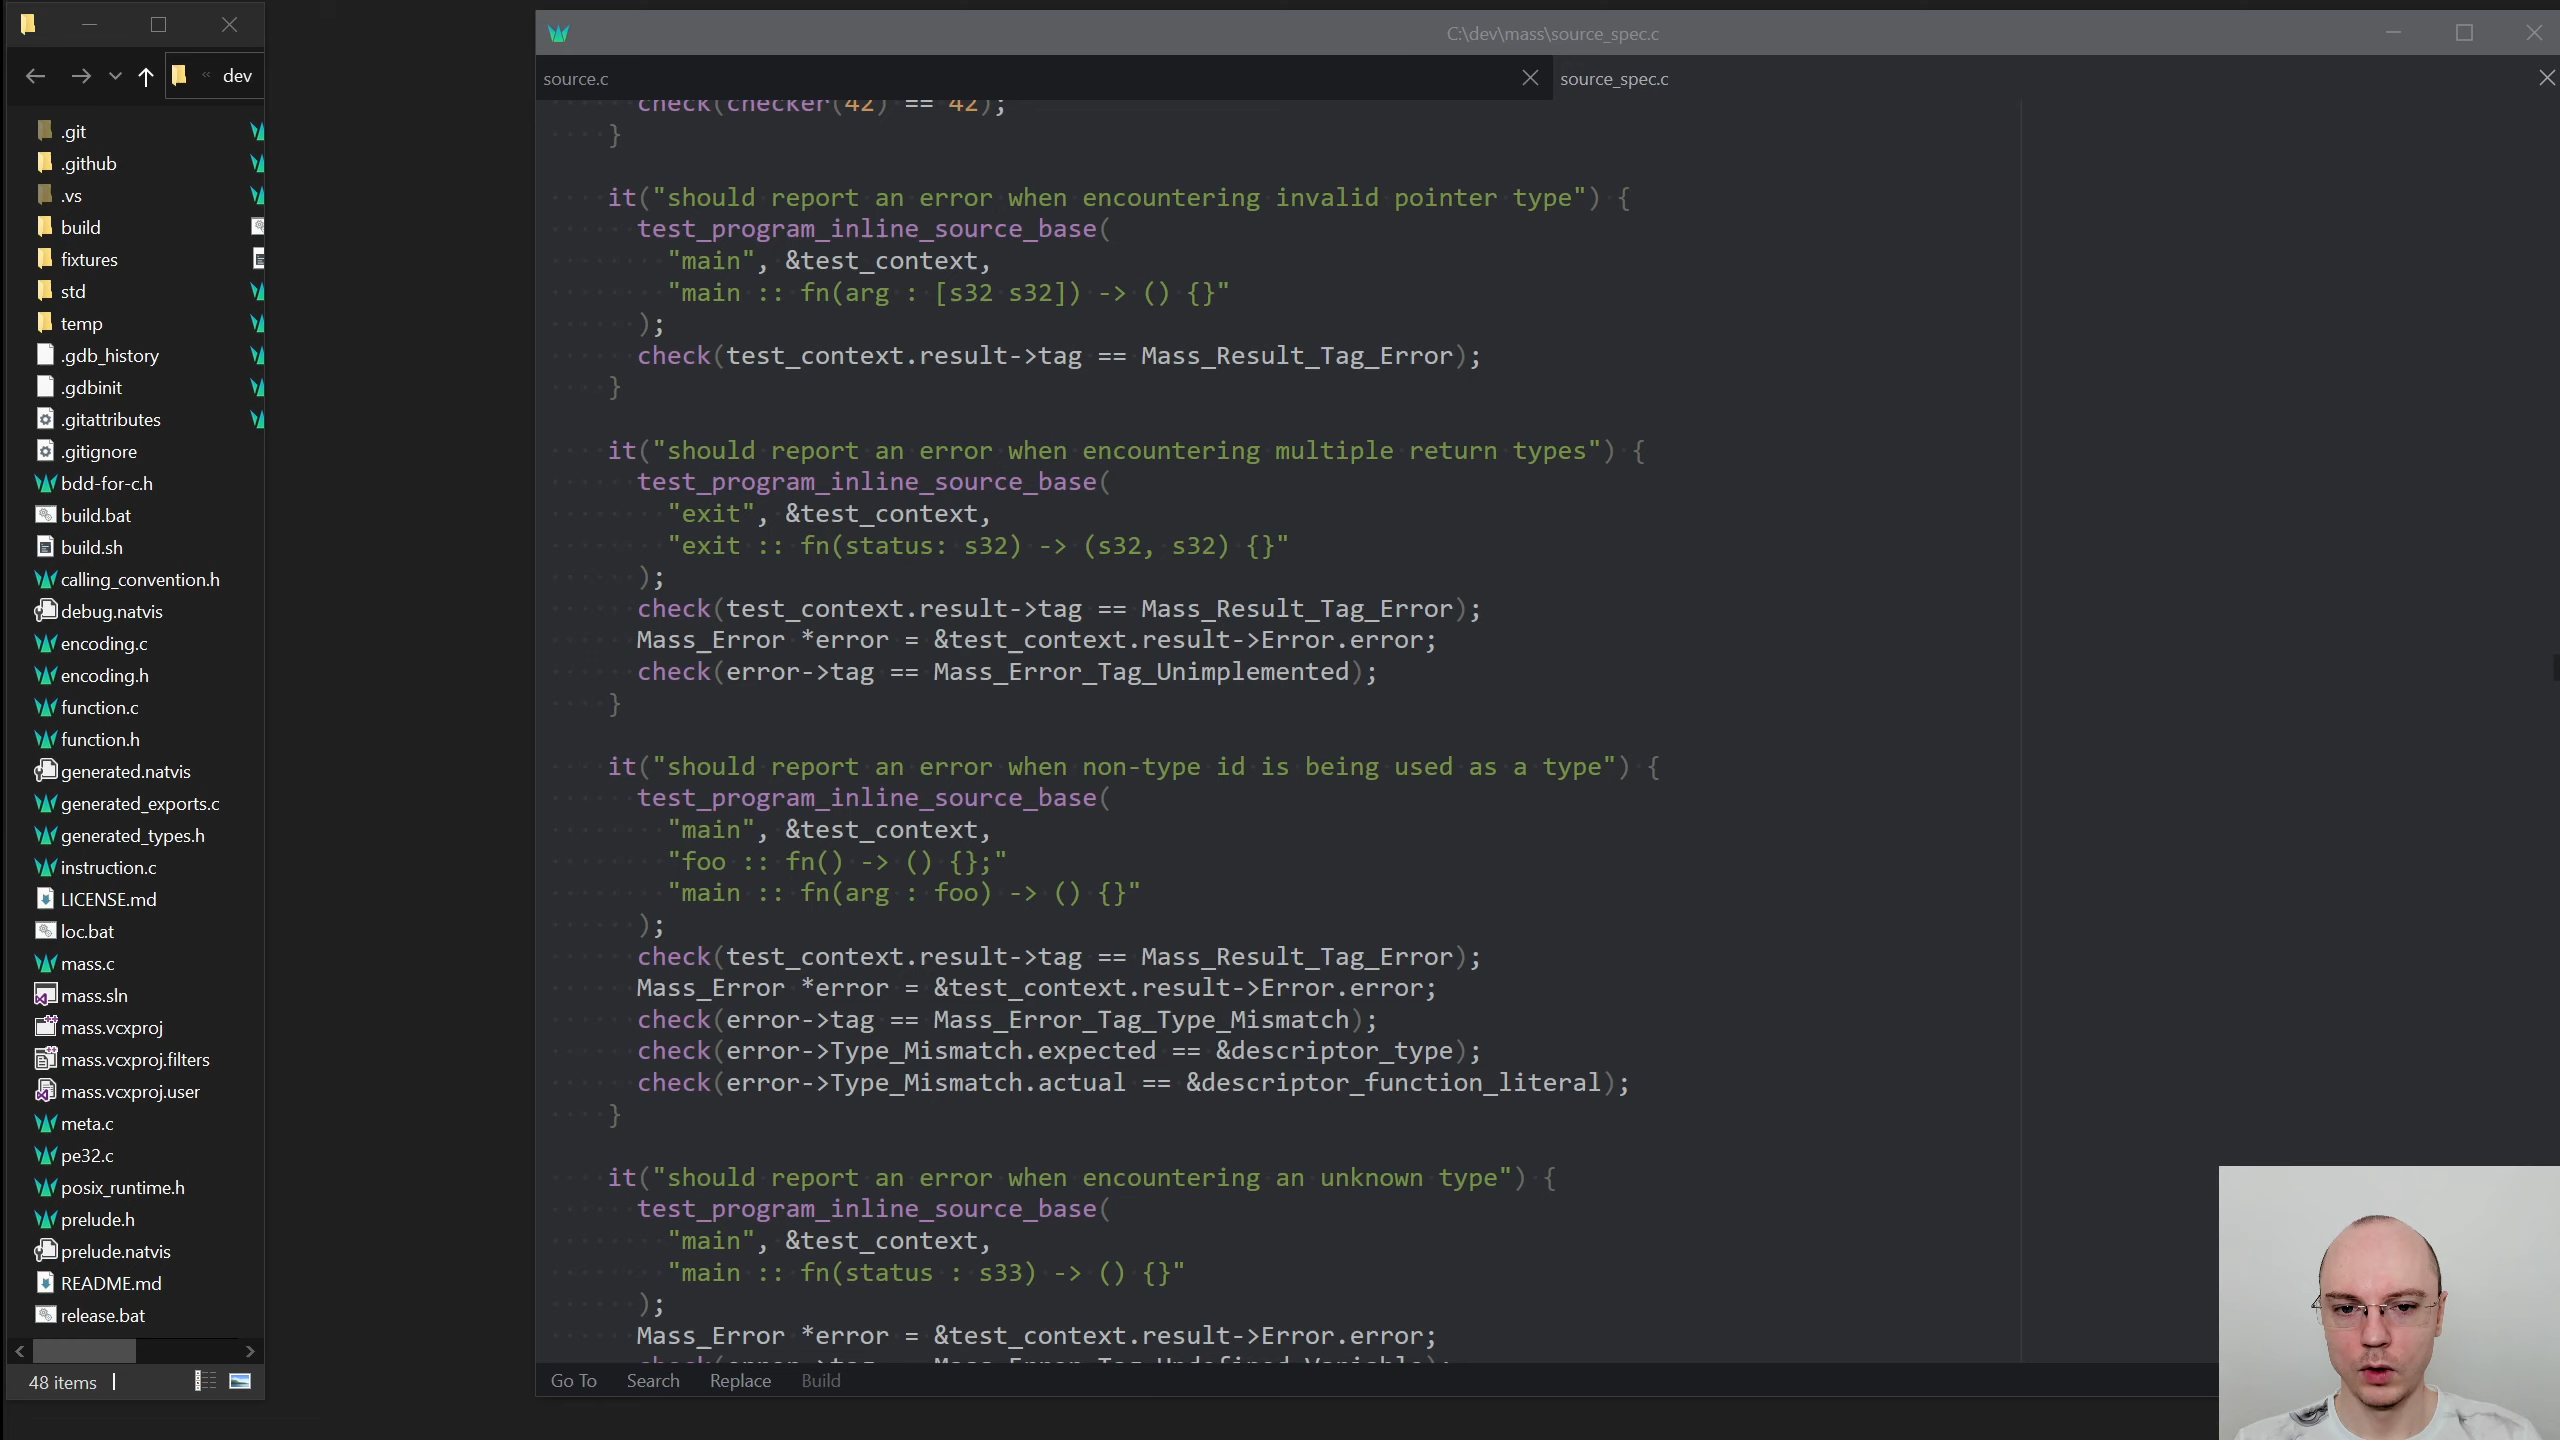 dev
.git
.github
.vs
build
fixtures
std
temp
.gdb_history
.gdbinit
.gitattributes
.gitignore
bdd-for-c.h
build.bat
build.sh
calling_convention.h
debug.natvis
encoding.c
encoding.h
function.c
function.h
generated.natvis
generated_exports.c
generated_types.h
instruction.c
LICENSE.md
loc.bat
mass.c
mass.sln
mass.vcxproj
mass.vcxproj.filters
mass.vcxproj.user
meta.c
pe32.c
posix_runtime.h
prelude.h
prelude.natvis
README.md
release.bat
48 items
C:\dev\mass\source_spec.c
source.c
source_spec.c
check(checker(42) == 42);
}
it("should report an error when encountering invalid pointer type") {
test_program_inline_source_base(
"main", &test_context,
"main :: fn(arg : [s32 s32]) -> () {}"
);
check(test_context.result->tag == Mass_Result_Tag_Error);
}
it("should report an error when encountering multiple return types") {
test_program_inline_source_base(
"exit", &test_context,
"exit :: fn(status: s32) -> (s32, s32) {}"
);
check(test_context.result->tag == Mass_Result_Tag_Error);
Mass_Error *error = &test_context.result->Error.error;
check(error->tag == Mass_Error_Tag_Unimplemented);
}
it("should report an error when non-type id is being used as a type") {
test_program_inline_source_base(
"main", &test_context,
"foo :: fn() -> () {};"
"main :: fn(arg : foo) -> () {}"
);
check(test_context.result->tag == Mass_Result_Tag_Error);
Mass_Error *error = &test_context.result->Error.error;
check(error->tag == Mass_Error_Tag_Type_Mismatch);
check(error->Type_Mismatch.expected == &descriptor_type);
check(error->Type_Mismatch.actual == &descriptor_function_literal);
}
it("should report an error when encountering an unknown type") {
test_program_inline_source_base(
"main", &test_context,
"main :: fn(status : s33) -> () {}"
);
Mass_Error *error = &test_context.result->Error.error;
check(error->tag == Mass_Error_Tag_Undefined_Variable);
Go To Search Replace Build